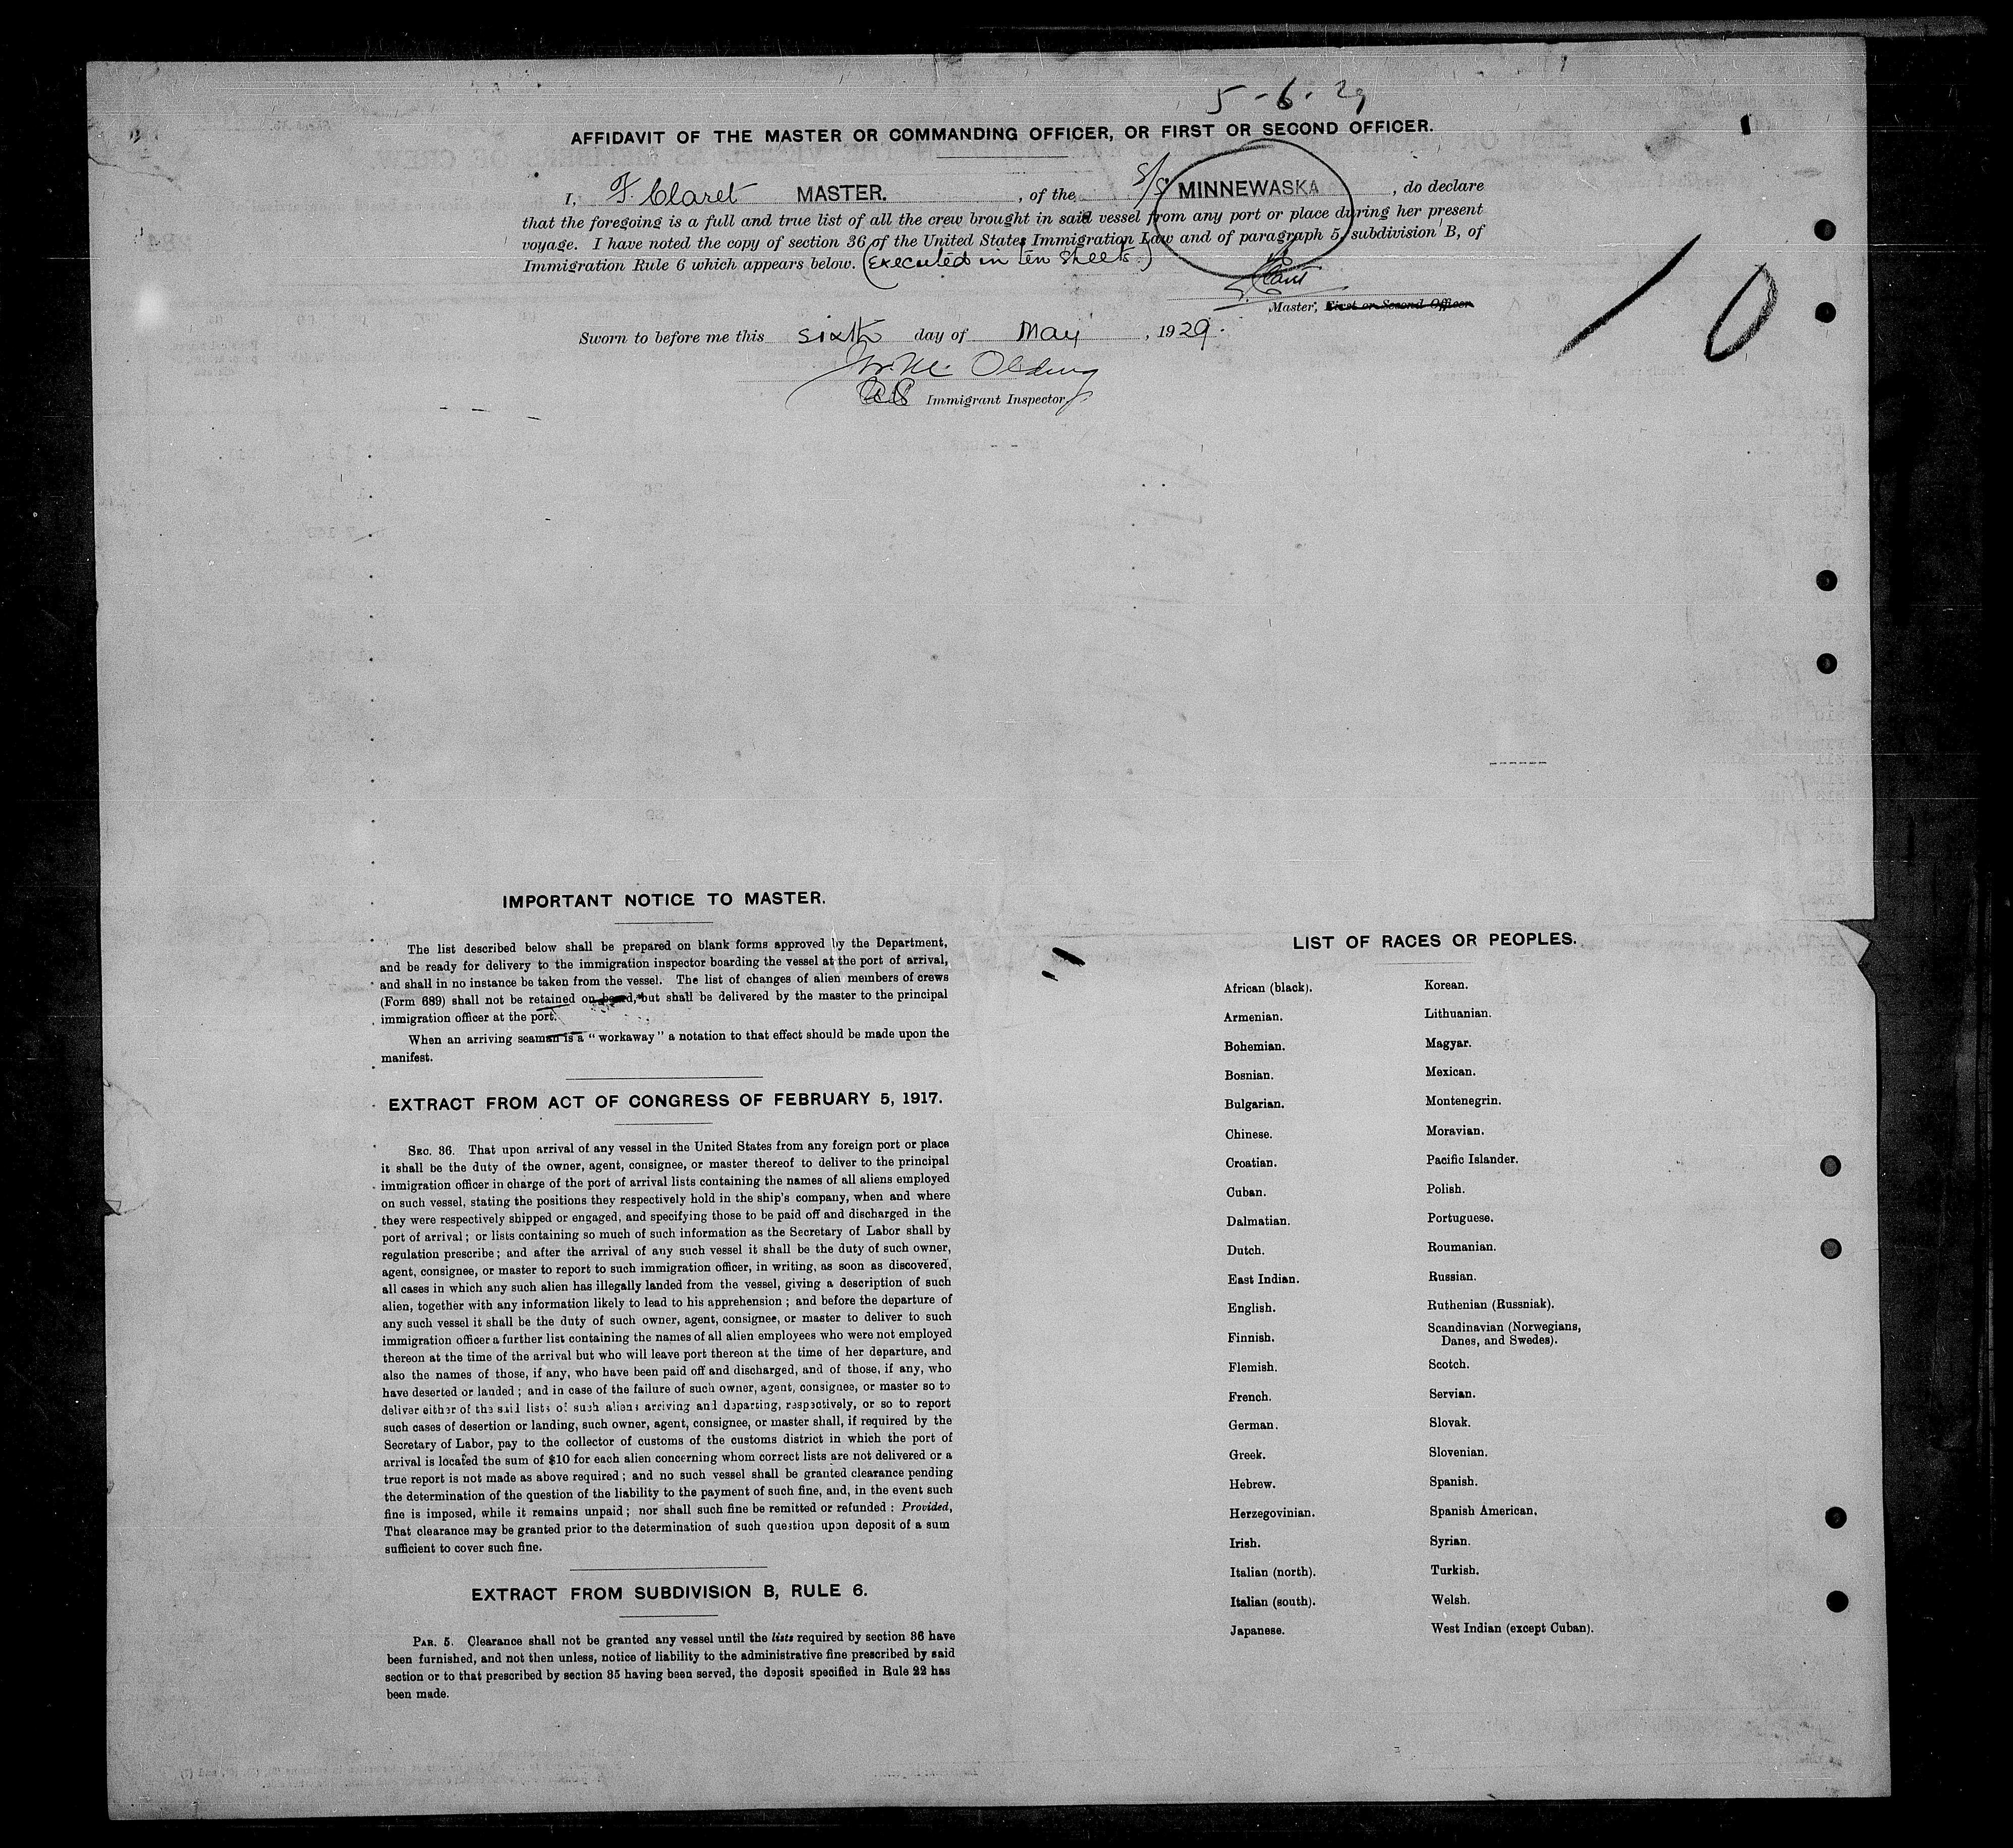 5-6-29
AFFIDAVIT OF THE MASTER OR COMMANDING OFFICER, OR FIRST OR SECOND OFFICER.
I, F. Claret MASTER. , of the S/S. MINNEWASKA , do declare
that the foregoing is a full and true list of all the crew brought in said vessel from any port or place during her present
voyage. I have noted the copy of section 36 of the United States Immigration Law and of paragraph 5, subdivision B, of
Immigration Rule 6 which appears below. (Executed in ten sheets.)
F. Claret
Master, First or Second Officer.
10
Sworn to before me this sixth day of May , 1929.
Olding
Immigrant Inspector.
IMPORTANT NOTICE TO MASTER.
The list described below shall be prepared on blank forms approved by the Department,
and be ready for delivery to the immigration inspector boarding the vessel at the port of arrival,
and shall in no instance be taken from the vessel. The list of changes of alien members of crews
(Form 689) shall not be retained on board, but shall be delivered by the master to the principal
immigration officer at the port.
When an arriving seaman is a "workaway" a notation to that effect should be made upon the
manifest.
EXTRACT FROM ACT OF CONGRESS OF FEBRUARY 5, 1917.
SEC. 36. That upon arrival of any vessel in the United States from any foreign port or place
it shall be the duty of the owner, agent, consignee, or master thereof to deliver to the principal
immigration officer in charge of the port of arrival lists containing the names of all aliens employed
on such vessel, stating the positions they respectively hold in the ship's company, when and where
they were respectively shipped or engaged, and specifying those to be paid off and discharged in the
port of arrival; or lists containing so much of such information as the Secretary of Labor shall by
regulation prescribe; and after the arrival of any such vessel it shall be the duty of such owner,
agent, consignee, or master to report to such immigration officer, in writing, as soon as discovered,
all cases in which any such alien has illegally landed from the vessel, giving a description of such
alien, together with any information likely to lead to his apprehension; and before the departure of
any such vessel it shall be the duty of such owner, agent, consignee, or master to deliver to such
immigration officer a further list containing the names of all alien employees who were not employed
thereon at the time of the arrival but who will leave port thereon at the time of her departure, and
also the names of those, if any, who have been paid off and discharged, and of those, if any, who
have deserted or landed; and in case of the failure of such owner, agent, consignee, or master so to
deliver either of the said lists of such aliens arriving and departing, respectively, or so to report
such cases of desertion or landing, such owner, agent, consignee, or master shall, if required by the
Secretary of Labor, pay to the collector of customs of the customs district in which the port of
arrival is located the sum of $10 for each alien concerning whom correct lists are not delivered or a
true report is not made as above required; and no such vessel shall be granted clearance pending
the determination of the question of the liability to the payment of such fine, and, in the event such
fine is imposed, while it remains unpaid; nor shall such fine be remitted or refunded: Provided,
That clearance may be granted prior to the determination of such question upon deposit of a sum
sufficient to cover such fine.
EXTRACT FROM SUBDIVISION B, RULE 6.
PAR. 5. Clearance shall not be granted any vessel until the lists required by section 36 have
been furnished, and not then unless, notice of liability to the administrative fine prescribed by said
section or to that prescribed by section 35 having been served, the deposit specified in Rule 22 has
been made.
LIST OF RACES OR PEOPLES.
African (black).
Armenian.
Bohemian.
Bosnian.
Bulgarian.
Chinese.
Croatian.
Cuban.
Dalmatian.
Dutch.
East Indian.
English.
Finnish.
Flemish.
French.
German.
Greek.
Hebrew.
Herzegovinian.
Irish.
Italian (north).
Italian (south).
Japanese.
Korean.
Lithuanian.
Magyar.
Mexican.
Montenegrin.
Moravian.
Pacific Islander.
Polish.
Portuguese.
Roumanian.
Russian.
Ruthenian (Russniak).
Scandinavian (Norwegians,
Danes, and Swedes).
Scotch.
Servian.
Slovak.
Slovenian.
Spanish.
Spanish American.
Syrian.
Turkish.
Welsh.
West Indian (except Cuban).